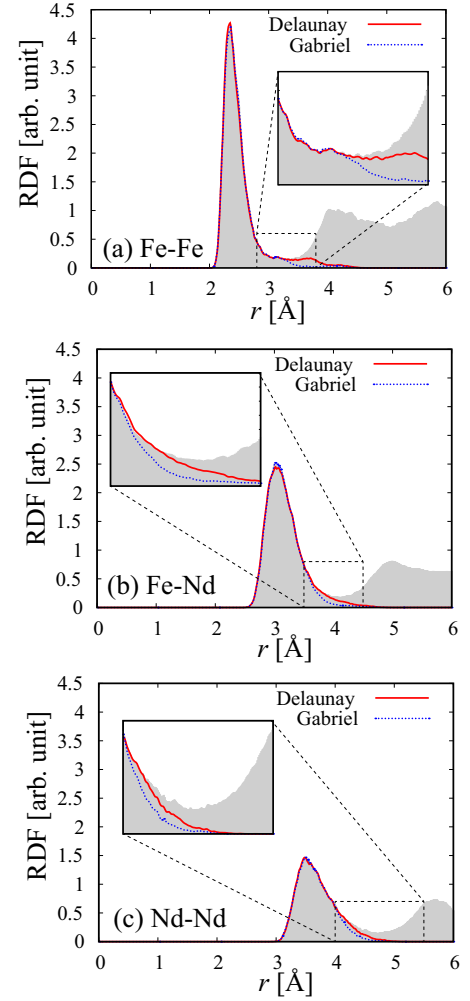 4.5
4
3.5
3
2.5
2
1.5
1
0.5
0
RDF [arb. unit]
Delaunay
Gabriel
(a) Fe-Fe
0 1 2 3 4 5 6
r [Å]
4.5
4
3.5
3
2.5
2
1.5
1
0.5
0
RDF [arb. unit]
Delaunay
Gabriel
(b) Fe-Nd
0 1 2 3 4 5 6
r [Å]
4.5
4
3.5
3
2.5
2
1.5
1
0.5
0
RDF [arb. unit]
Delaunay
Gabriel
(c) Nd-Nd
0 1 2 3 4 5 6
r [Å]